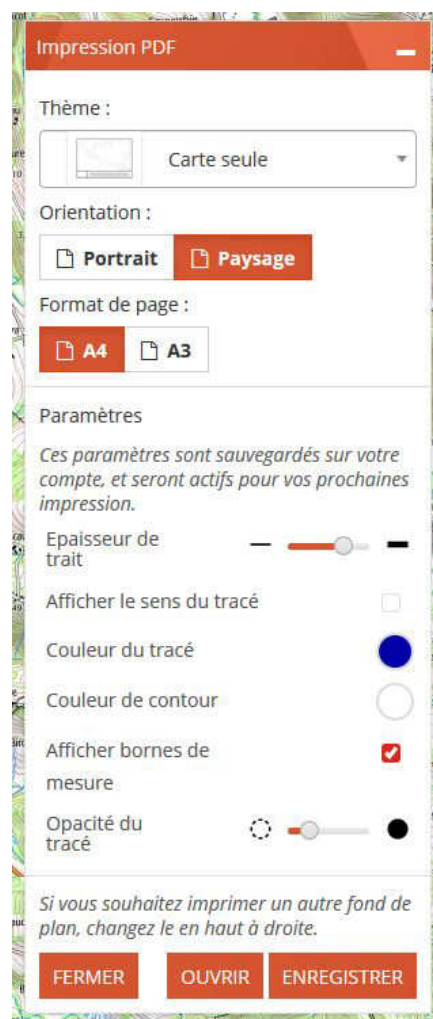 Impression PDF
Thème :
Carte seule
Orientation :
Portrait Paysage
Format de page :
A4 A3
Paramètres
Ces paramètres sont sauvegardés sur votre
compte, et seront actifs pour vos prochaines
impression.
Epaisseur de
trait
Afficher le sens du tracé
Couleur du tracé
Couleur de contour
Afficher bornes de
mesure
Opacité du
tracé
Si vous souhaitez imprimer un autre fond de
plan, changez le en haut à droite.
FERMER OUVRIR ENREGISTRER